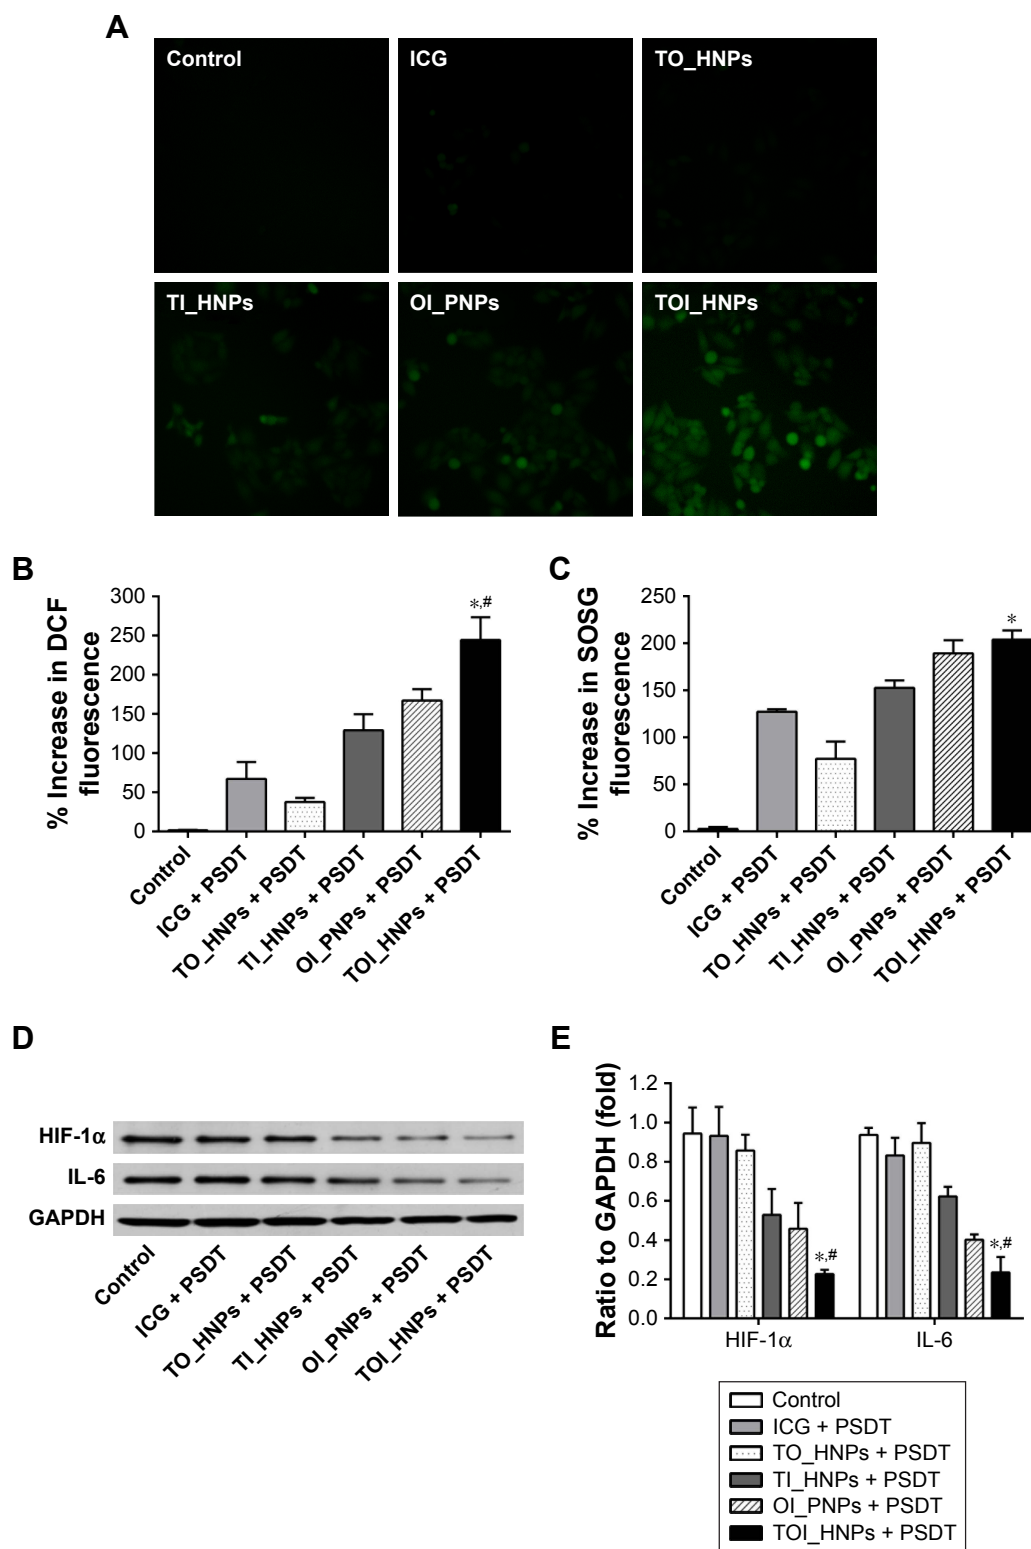 A
Control
ICG
TO_HNPs
TI_HNPs
OI_PNPs
TOI_HNPs
B
% Increase in DCF
fluorescence
300
250
200
150
100
50
0
*,#
Control
ICG + PSDT
TO_HNPs + PSDT
TI_HNPs + PSDT
OI_PNPs + PSDT
TOI_HNPs + PSDT
C
% Increase in SOSG
fluorescence
250
200
150
100
50
0
*
Control
ICG + PSDT
TO_HNPs + PSDT
TI_HNPs + PSDT
OI_PNPs + PSDT
TOI_HNPs + PSDT
D
HIF-1α
IL-6
GAPDH
Control
ICG + PSDT
TO_HNPs + PSDT
TI_HNPs + PSDT
OI_PNPs + PSDT
TOI_HNPs + PSDT
E
Ratio to GAPDH (fold)
1.2
1.0
0.8
0.6
0.4
0.2
0.0
*,#
*,#
HIF-1α
IL-6
Control
ICG + PSDT
TO_HNPs + PSDT
TI_HNPs + PSDT
OI_PNPs + PSDT
TOI_HNPs + PSDT